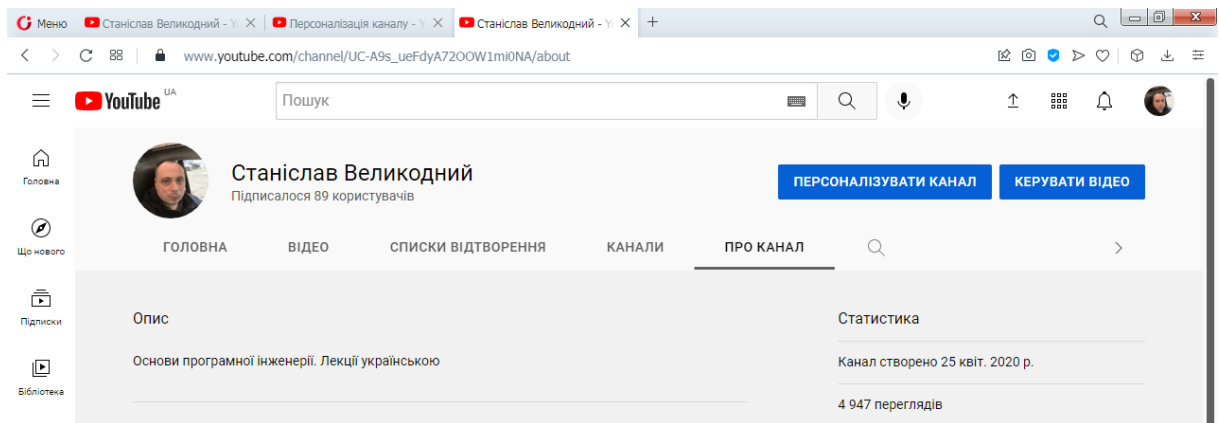 Меню
Станіслав Великодний - Y
Персоналізація каналу - Y
Станіслав Великодний - Y
www.youtube.com/channel/UC-A9s_ueFdyA72OOW1mi0NA/about
YouTube UA
Пошук
Головна
Що нового
Підписки
Бібліотека
Станіслав Великодний
Підписалося 89 користувачів
ПЕРСОНАЛІЗУВАТИ КАНАЛ
КЕРУВАТИ ВІДЕО
ГОЛОВНА
ВІДЕО
СПИСКИ ВІДТВОРЕННЯ
КАНАЛИ
ПРО КАНАЛ
Опис
Основи програмної інженерії. Лекції українською
Статистика
Канал створено 25 квіт. 2020 р.
4 947 переглядів